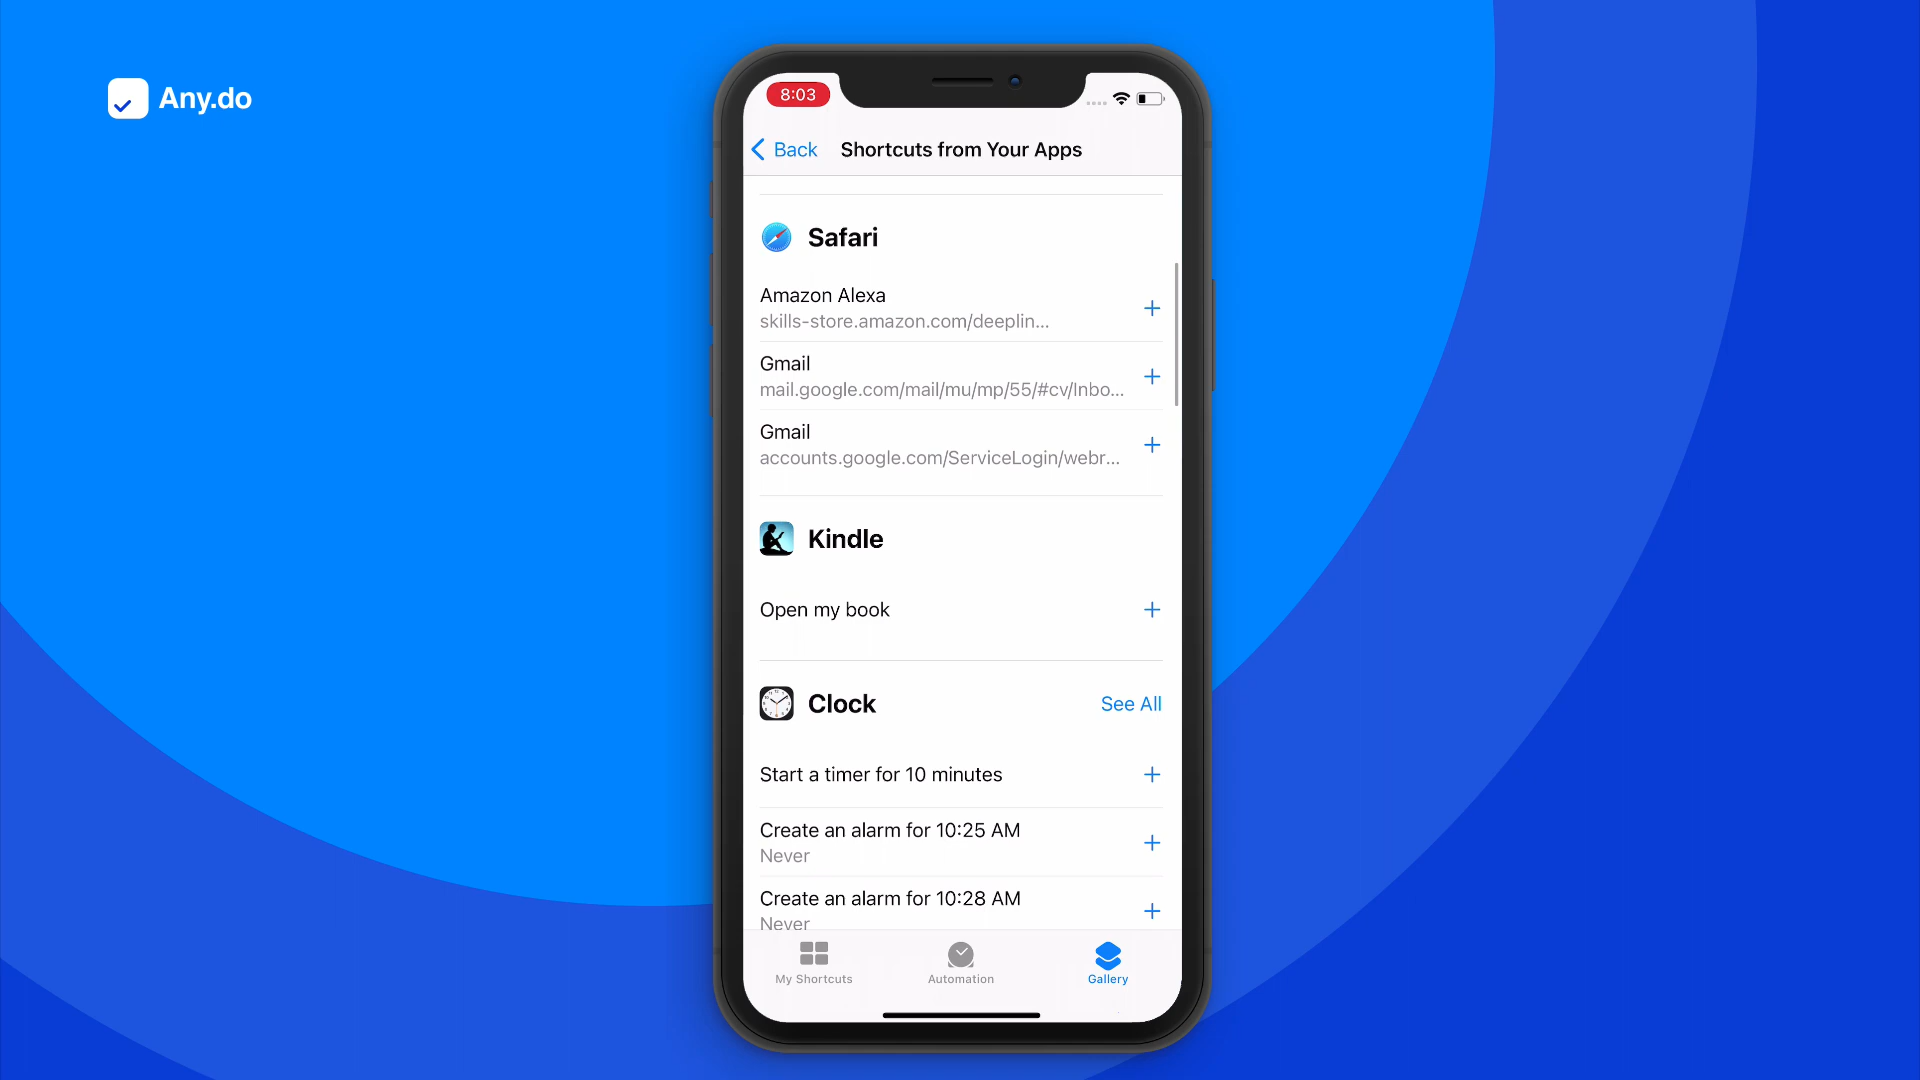 Any.do
8:03
Back
Shortcuts from Your Apps
Safari
Amazon Alexa
skills-store.amazon.com/deeplin...
Gmail
mail.google.com/mail/mu/mp/55/#cv/Inbo...
Gmail
accounts.google.com/ServiceLogin/webr...
Kindle
Open my book
Clock
See All
Start a timer for 10 minutes
Create an alarm for 10:25 AM
Never
Create an alarm for 10:28 AM
Never
My Shortcuts
Automation
Gallery